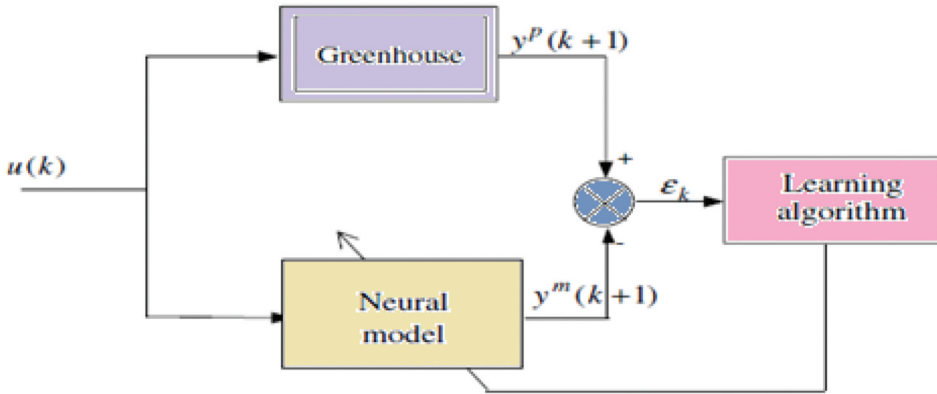 Greenhouse
y^p(k+1)
u(k)
+
ε_k
Learning
algorithm
-
Neural
model
y^m(k+1)